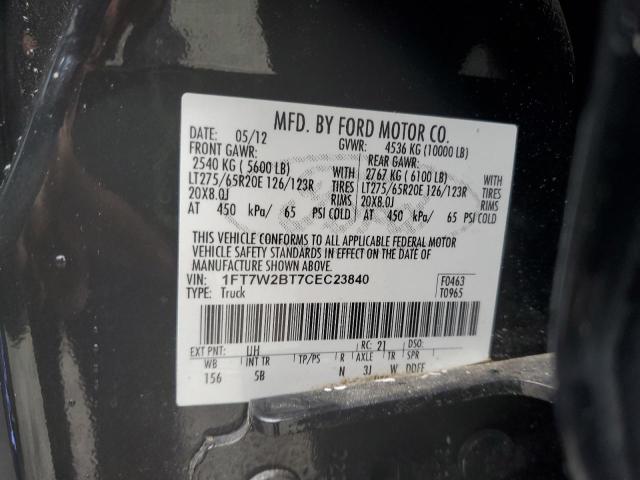 MFD. BY FORD MOTOR CO.
DATE: 05/12 GVWR: 4536 KG (10000 LB)
FRONT GAWR: REAR GAWR:
2540 KG ( 5600 LB) WITH 2767 KG ( 6100 LB) WITH
LT275/65R20E 126/123R TIRES LT275/65R20E 126/123R TIRES
20X8.0J RIMS 20X8.0J RIMS
AT 450 kPa/ 65 PSI COLD AT 450 kPa/ 65 PSI COLD
THIS VEHICLE CONFORMS TO ALL APPLICABLE FEDERAL MOTOR
VEHICLE SAFETY STANDARDS IN EFFECT ON THE DATE OF
MANUFACTURE SHOWN ABOVE.
VIN: 1FT7W2BT7CEC23840 F0463
TYPE: Truck T0965
EXT PNT: UH RC: 21 DSO:
WB INT TR TP/PS R AXLE TR SPR
156 5B N 3J W DDFF